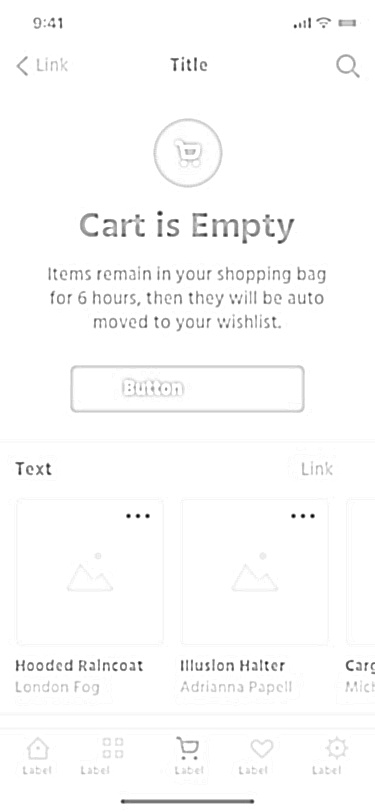 9:41
Link
Title
Cart is Empty
Items remain in your shopping bag
for 6 hours, then they will be auto
moved to your wishlist.
Button
Text
Link
Hooded Raincoat
London Fog
Illusion Halter
Adrianna Papell
Carg
Mich
Label
Label
Label
Label
Label